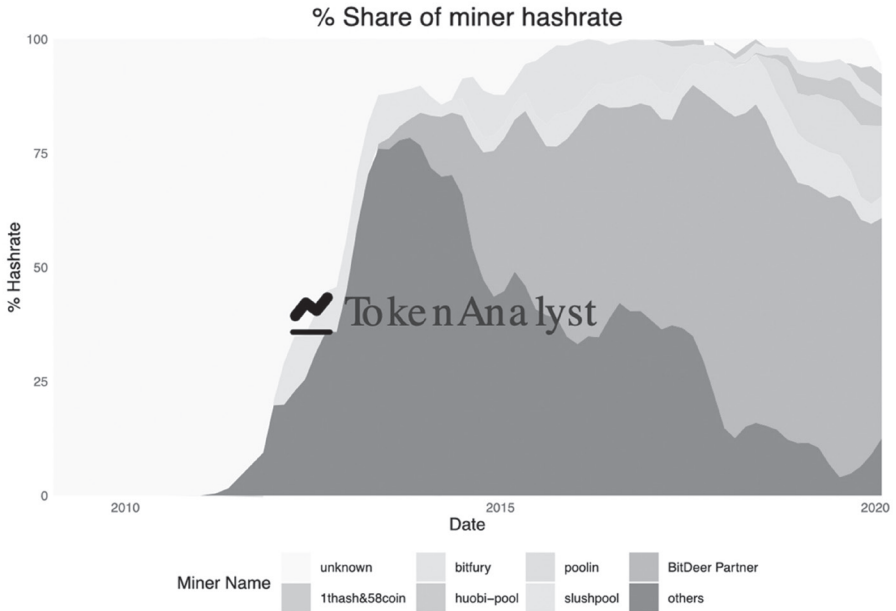 % Share of miner hashrate
100
75
50
25
0
% Hashrate
TokenAnalyst
2010 2015 2020
Date
Miner Name
unknown bitfury poolin BitDeer Partner
1thash&58coin huobi-pool slushpool others